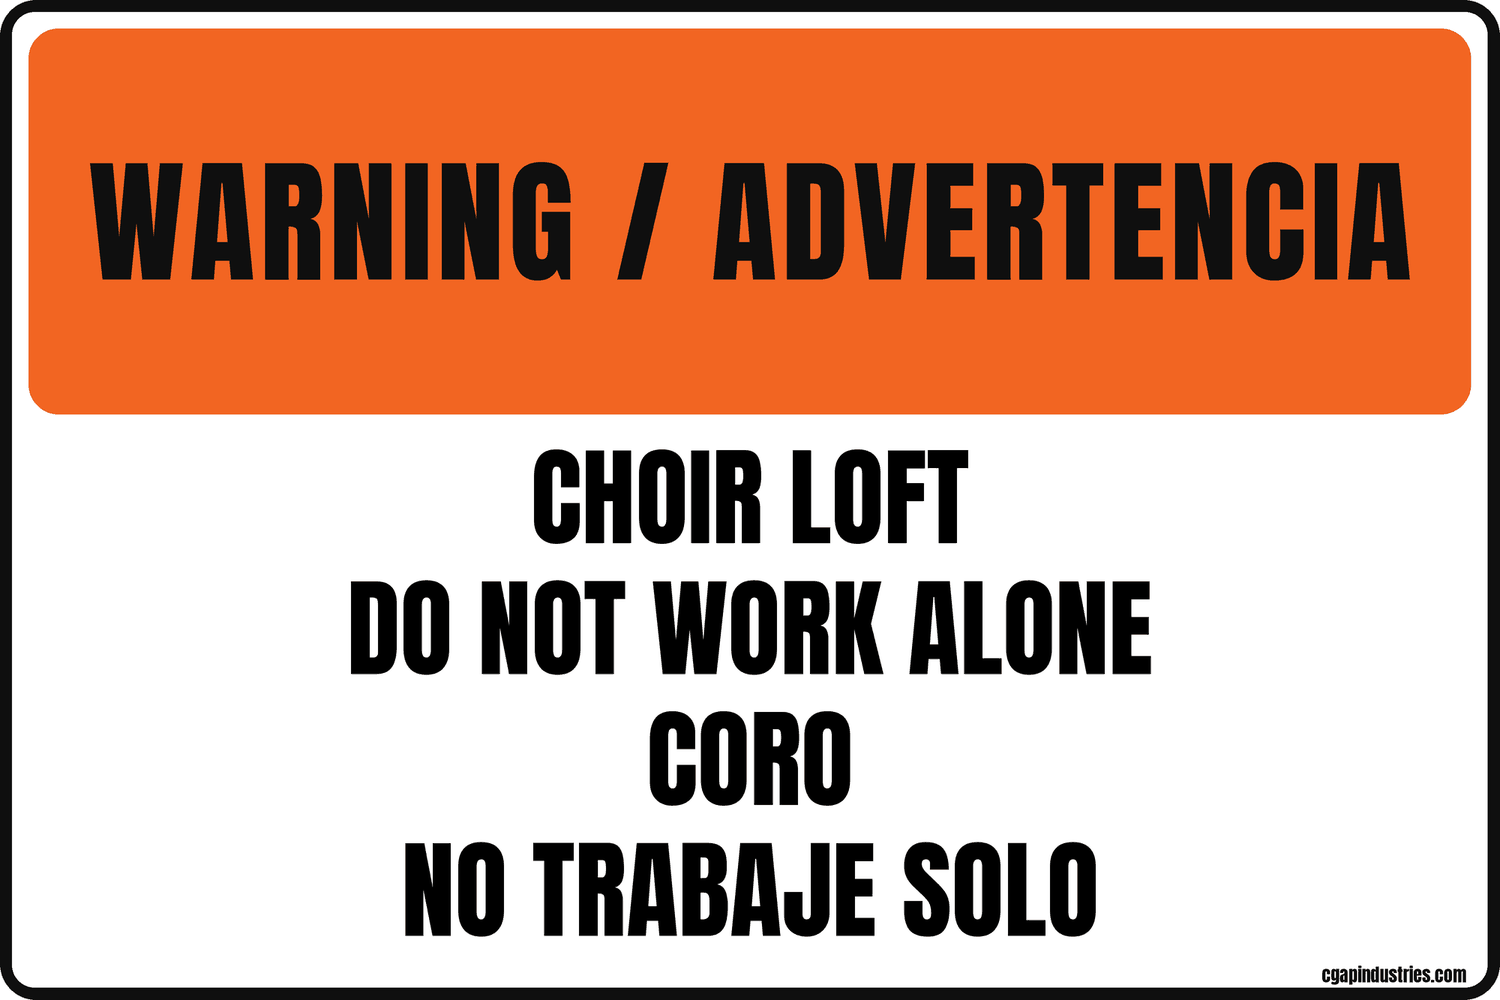 WARNING / ADVERTENCIA
CHOIR LOFT
DO NOT WORK ALONE
CORO
NO TRABAJE SOLO
cgapindustries.com